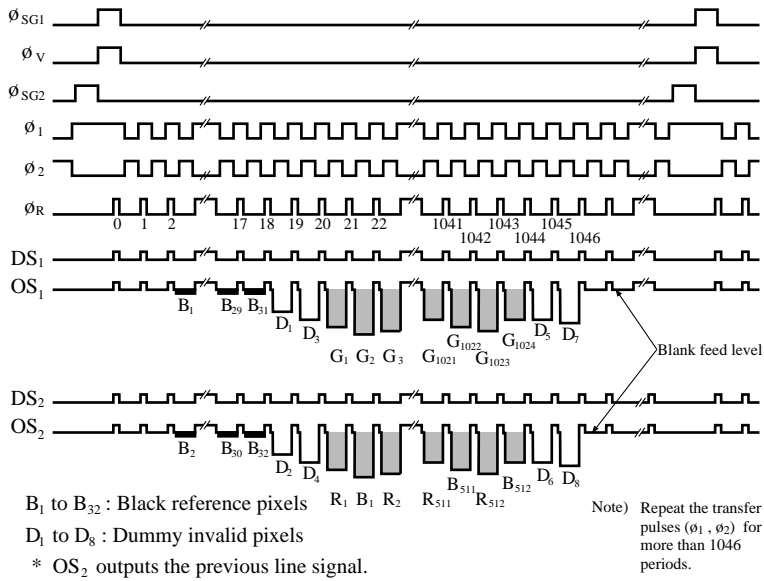 ø SG1
ø V
ø SG2
ø 1
ø 2
ø R
0 1 2 17 18 19 20 21 22 1041 1043 1045
1042 1044 1046
DS1
OS1
B1 B29 B31
D1 D3 D5 D7
G1 G2 G3 G1021 G1022 G1023 G1024
Blank feed level
DS2
OS2
B2 B30 B32
D2 D4 D6 D8
R1 B1 R2 R511 B511 R512 B512
B1 to B32 : Black reference pixels
D1 to D8 : Dummy invalid pixels
* OS2 outputs the previous line signal.
Note) Repeat the transfer
pulses (ø1 , ø2) for
more than 1046
periods.